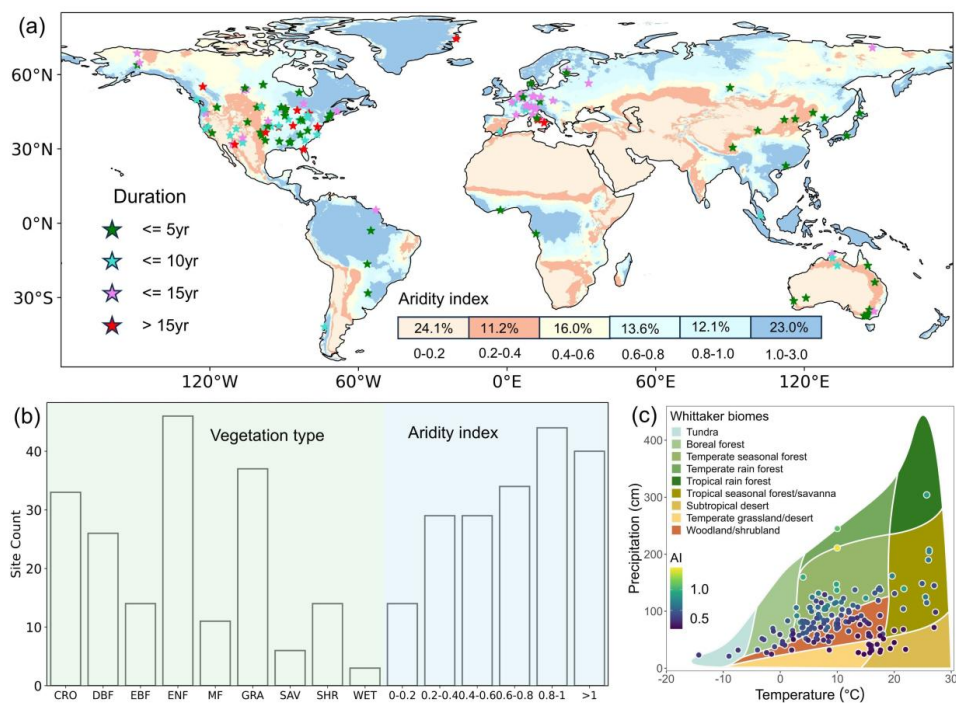 (a)
60°N
30°N
0°N
30°S
Duration
<= 5yr
<= 10yr
<= 15yr
> 15yr
Aridity index
24.1% 11.2% 16.0% 13.6% 12.1% 23.0%
0-0.2 0.2-0.4 0.4-0.6 0.6-0.8 0.8-1.0 1.0-3.0
120°W 60°W 0°E 60°E 120°E
(b)
Vegetation type
Aridity index
Site Count
40
30
20
10
0
CRO DBF EBF ENF MF GRA SAV SHR WET 0-0.2 0.2-0.40 0.4-0.6 0.6-0.8 0.8-1 >1
(c)
Whittaker biomes
Tundra
Boreal forest
Temperate seasonal forest
Temperate rain forest
Tropical rain forest
Tropical seasonal forest/savanna
Subtropical desert
Temperate grassland/desert
Woodland/shrubland
AI
1.0
0.5
Precipitation (cm)
400
300
200
100
0
-20 -10 0 10 20 30
Temperature (°C)